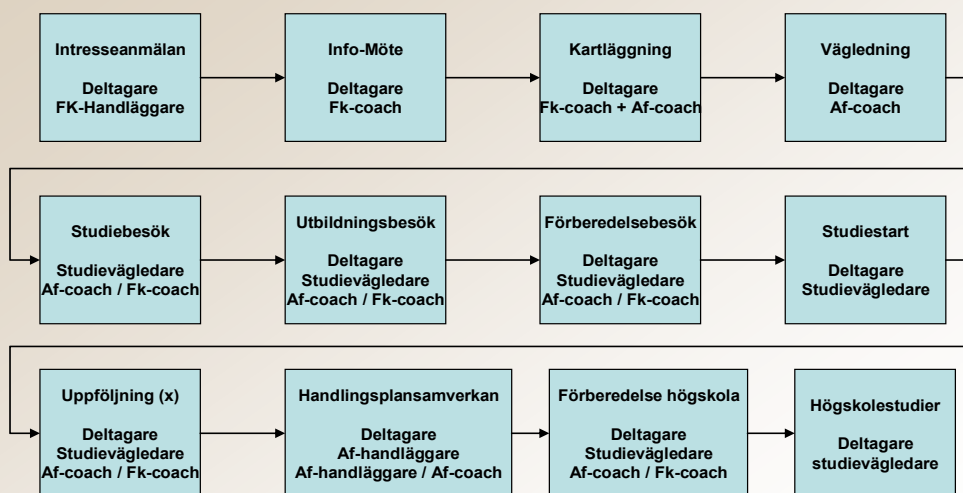 Intresseanmälan
Deltagare
FK-Handläggare
Info-Möte
Deltagare
Fk-coach
Kartläggning
Deltagare
Fk-coach + Af-coach
Vägledning
Deltagare
Af-coach
Studiebesök
Studievägledare
Af-coach / Fk-coach
Utbildningsbesök
Deltagare
Studievägledare
Af-coach / Fk-coach
Förberedelsebesök
Deltagare
Studievägledare
Af-coach / Fk-coach
Studiestart
Deltagare
Studievägledare
Uppföljning (x)
Deltagare
Studievägledare
Af-coach / Fk-coach
Handlingsplansamverkan
Deltagare
Af-handläggare
Af-handläggare / Af-coach
Förberedelse högskola
Deltagare
Studievägledare
Af-coach / Fk-coach
Högskolestudier
Deltagare
studievägledare